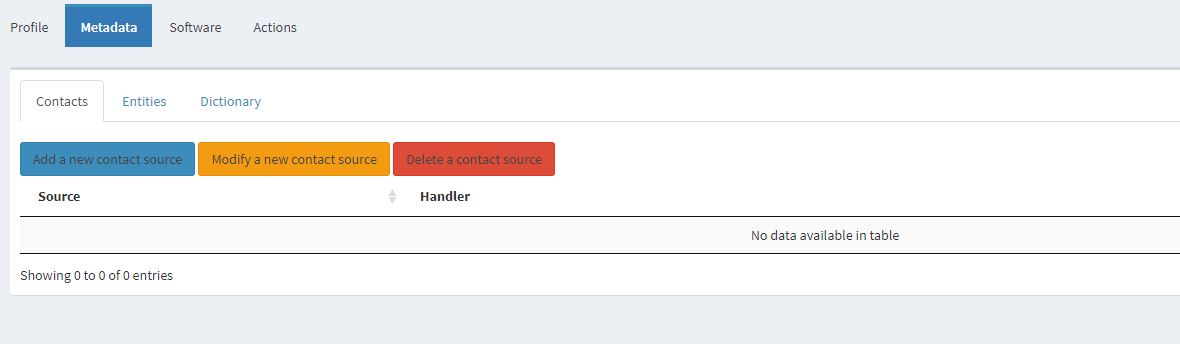 Profile Metadata Software Actions
Contacts Entities Dictionary
Add a new contact source Modify a new contact source Delete a contact source
Source Handler
No data available in table
Showing 0 to 0 of 0 entries